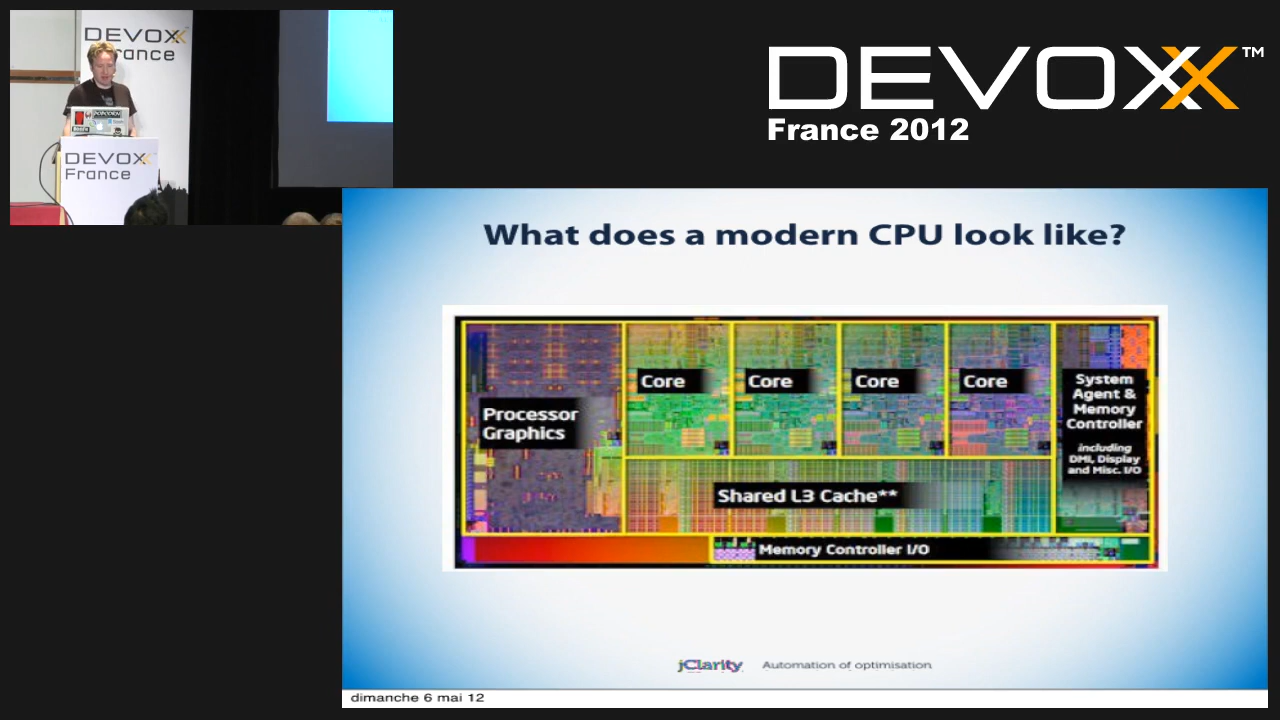 DEVOXX
France
DEVOXX
France
DEVOXX™
France 2012
What does a modern CPU look like?
Processor
Graphics
Core
Core
Core
Core
System
Agent &
Memory
Controller
including
DMI, Display
and Misc. I/O
Shared L3 Cache**
Memory Controller I/O
jClarity Automation of optimisation
dimanche 6 mai 12